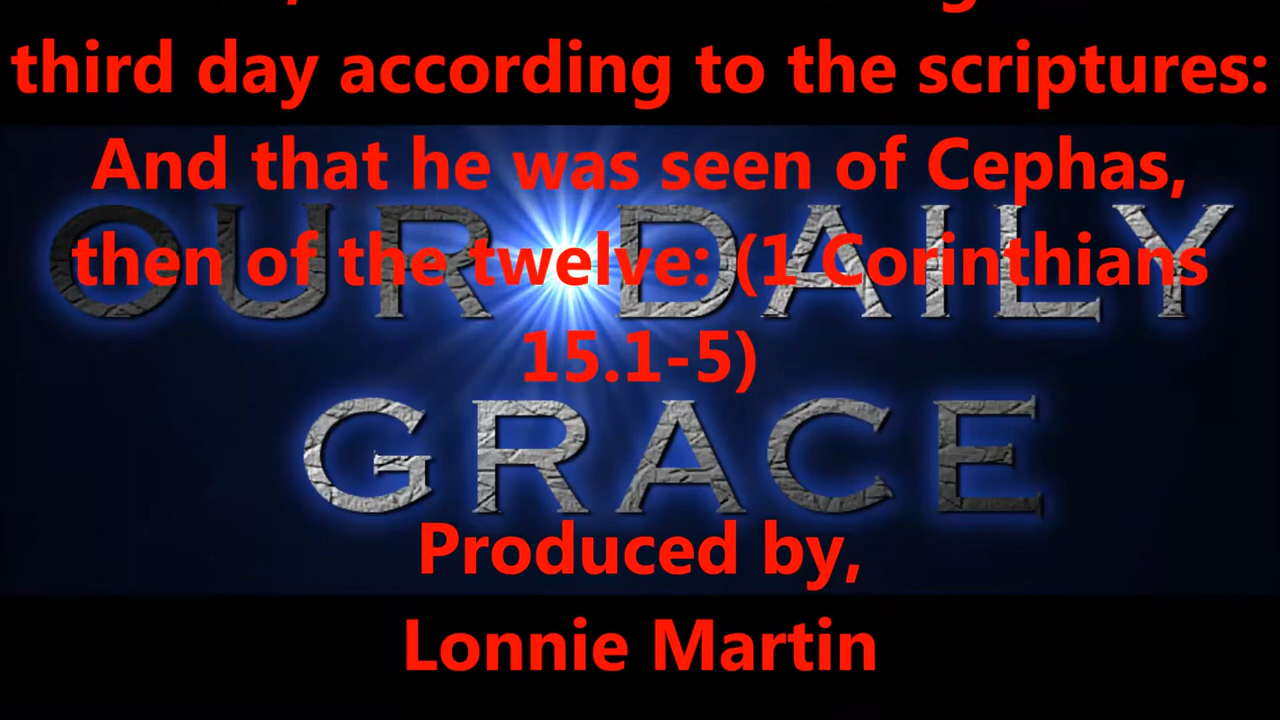 third day according to the scriptures:
And that he was seen of Cephas,
OUR DAILY
then of the twelve: (1 Corinthians
15.1-5)
GRACE
Produced by,
Lonnie Martin